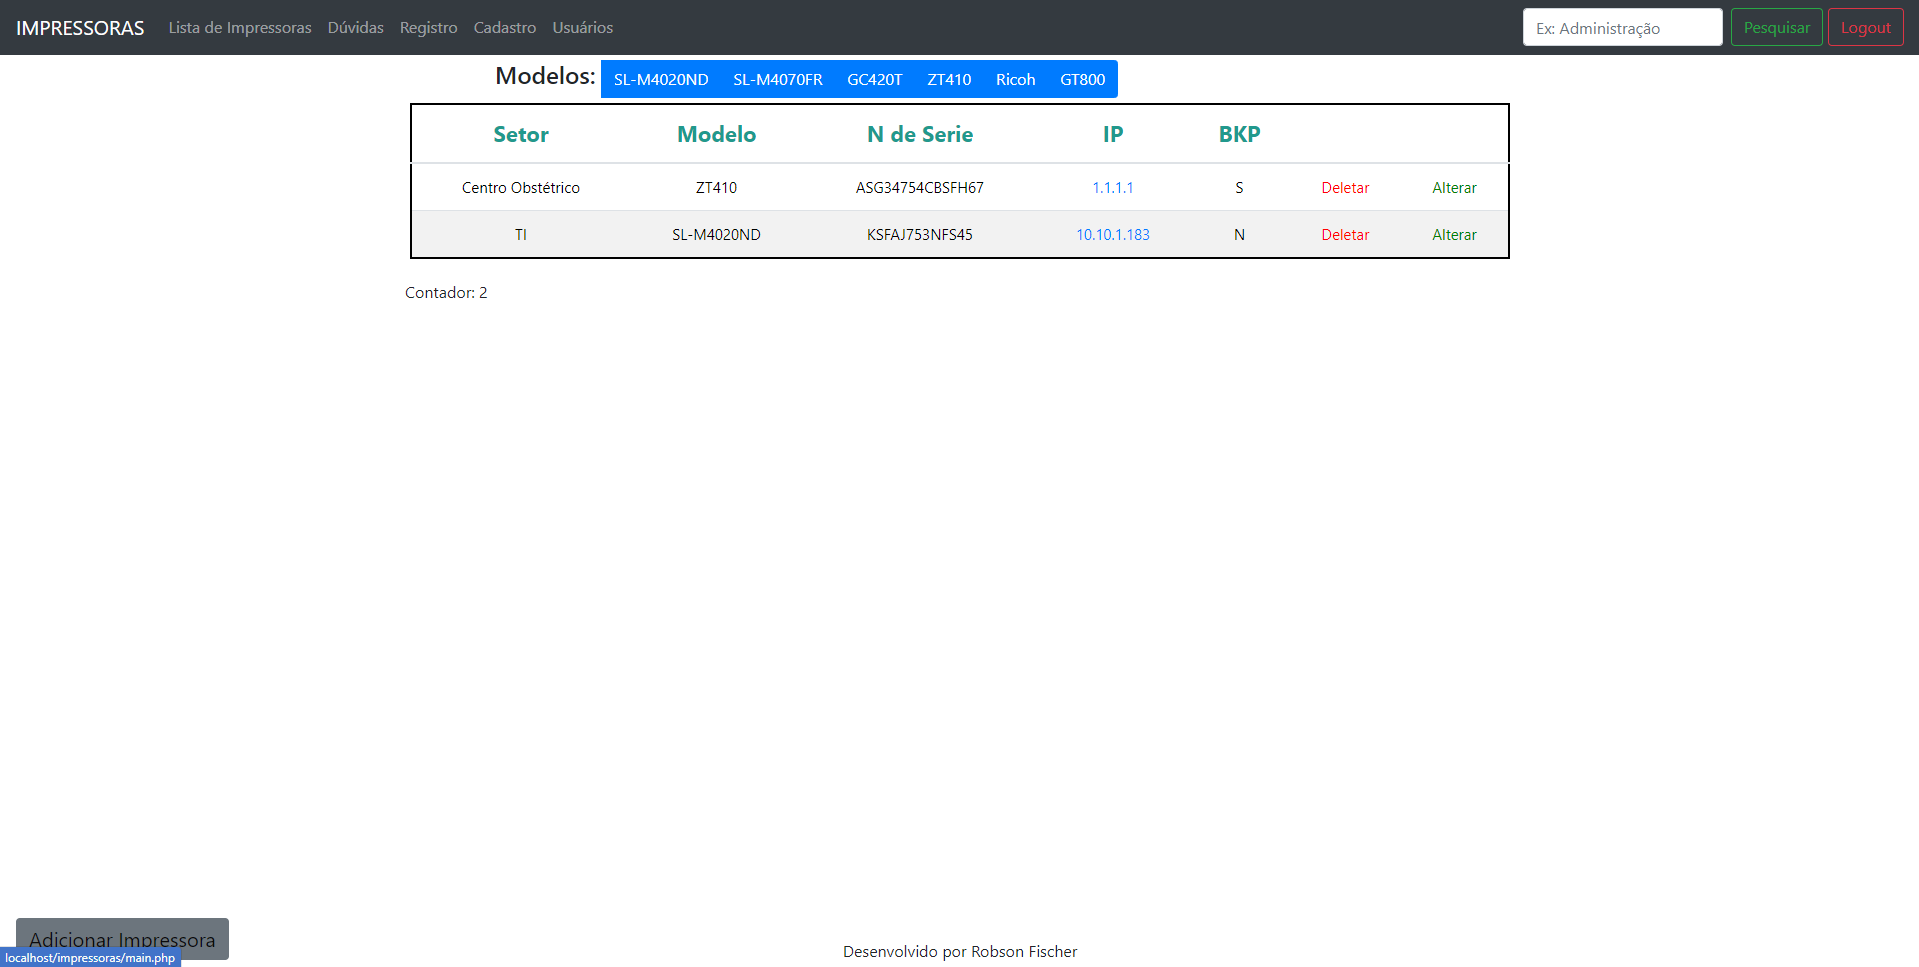 IMPRESSORAS Lista de Impressoras Dúvidas Registro Cadastro Usuários Ex: Administração Pesquisar Logout
Modelos: SL-M4020ND SL-M4070FR GC420T ZT410 Ricoh GT800
Setor Modelo N de Serie IP BKP
Centro Obstétrico ZT410 ASG34754CBSFH67 1.1.1.1 S Deletar Alterar
TI SL-M4020ND KSFAJ753NFS45 10.10.1.183 N Deletar Alterar
Contador: 2
Adicionar Impressora
Desenvolvido por Robson Fischer
localhost/impressoras/main.php